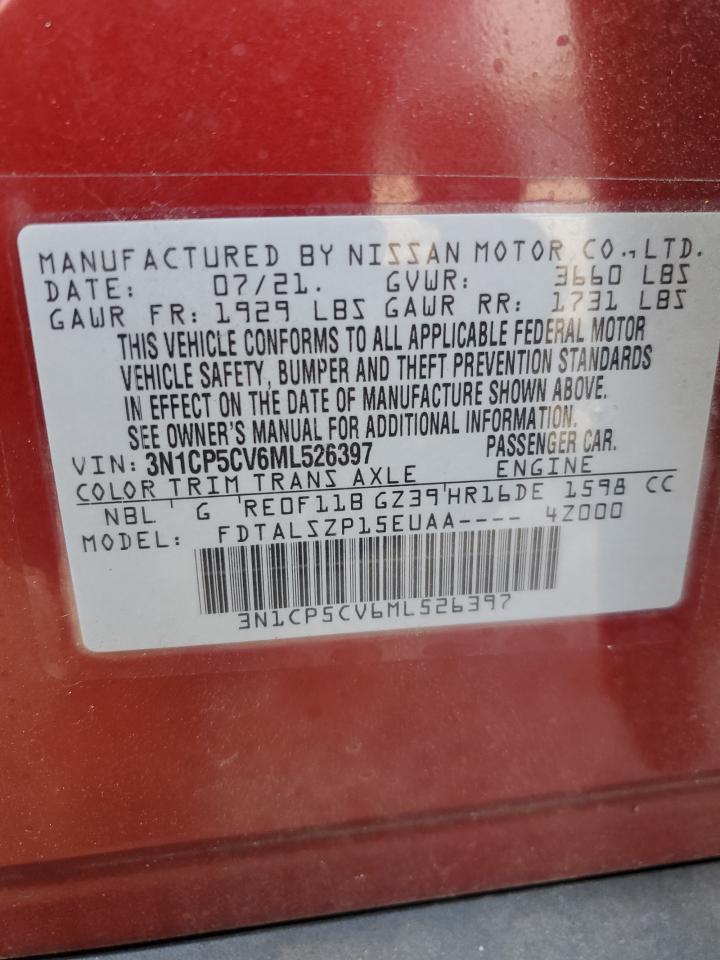 MANUFACTURED BY NISSAN MOTOR CO.,LTD.
DATE: 07/21. GVWR: 3660 LBS
GAWR FR: 1929 LBS GAWR RR: 1731 LBS
THIS VEHICLE CONFORMS TO ALL APPLICABLE FEDERAL MOTOR
VEHICLE SAFETY, BUMPER AND THEFT PREVENTION STANDARDS
IN EFFECT ON THE DATE OF MANUFACTURE SHOWN ABOVE.
SEE OWNER'S MANUAL FOR ADDITIONAL INFORMATION.
VIN: 3N1CP5CV6ML526397 PASSENGER CAR.
COLOR TRIM TRANS AXLE ENGINE
NBL G RE0F11B GZ39 HR16DE 1598 CC
MODEL: FDTALSZP15EUAA---- 4Z000
3N1CP5CV6ML526397